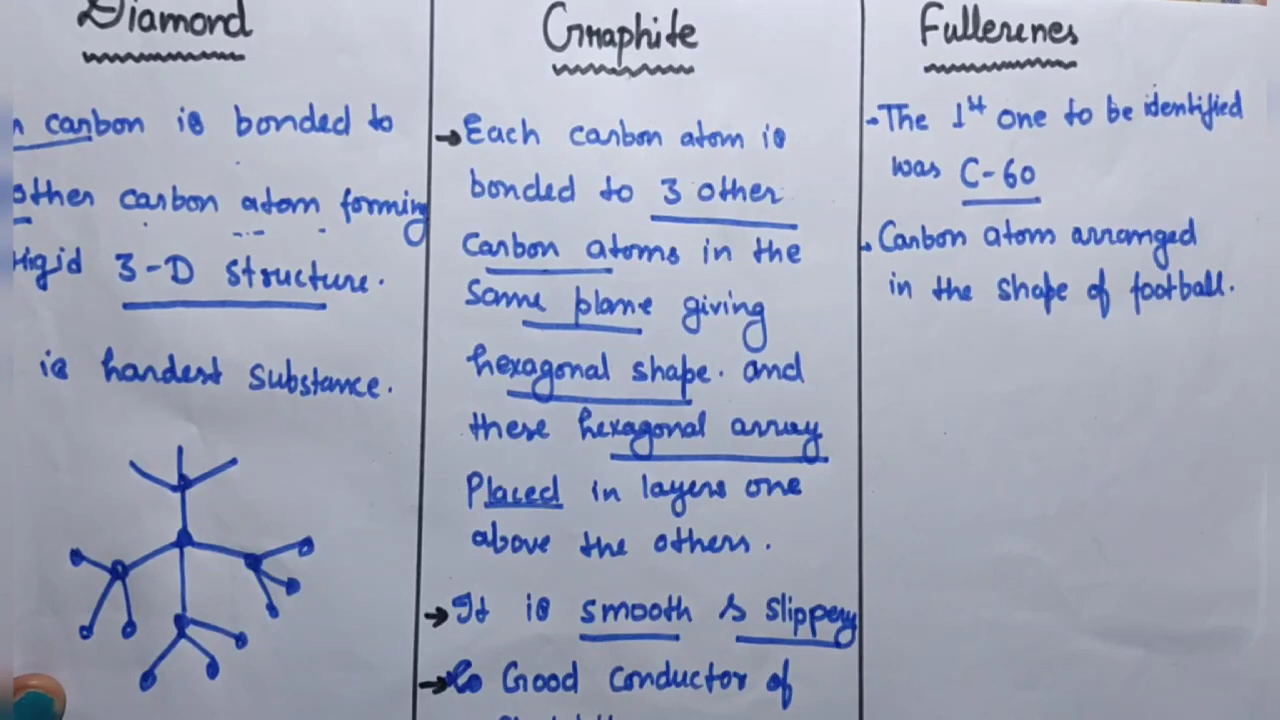 Diamond
carbon is bonded to
other carbon atom forming
rigid 3-D structure.
is hardest substance.
Graphite
→ Each carbon atom is
bonded to 3 other
carbon atoms in the
same plane giving
hexagonal shape. and
these hexagonal array
Placed in layers one
above the others.
→ It is smooth & slippery
→ Good conductor of
Fullerenes
→ The 1st one to be identified
was C-60
→ Carbon atom arranged
in the shape of football.